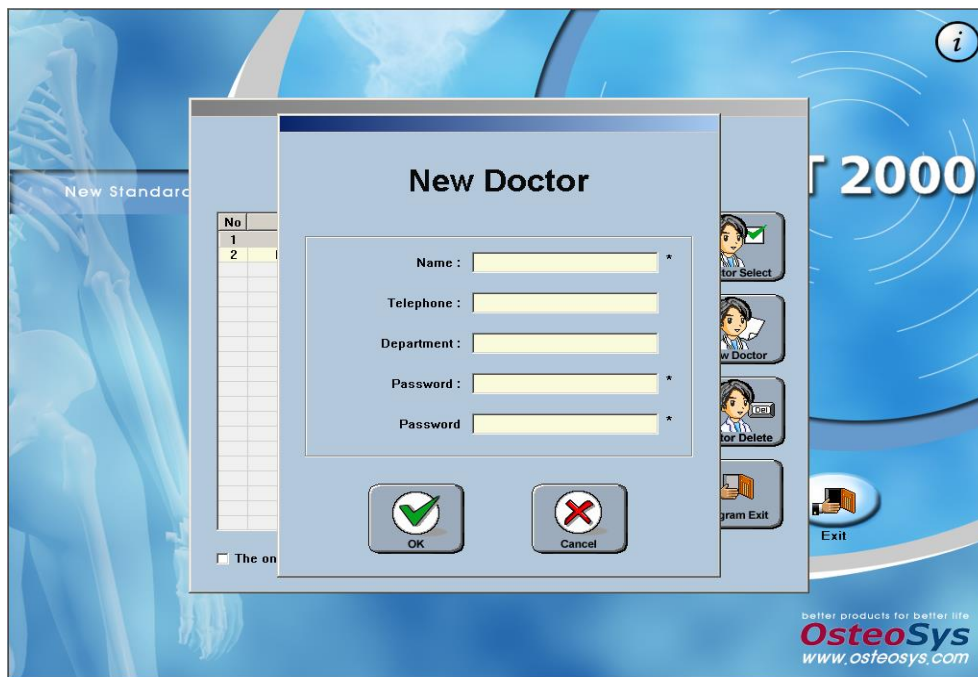 i
T 2000
New Standard
New Doctor
No
1
2
Name : *
Telephone :
Department :
Password : *
Password *
OK
Cancel
tor Select
w Doctor
Del
tor Delete
gram Exit
Exit
The on
better products for better life
OsteoSys
www.osteosys.com